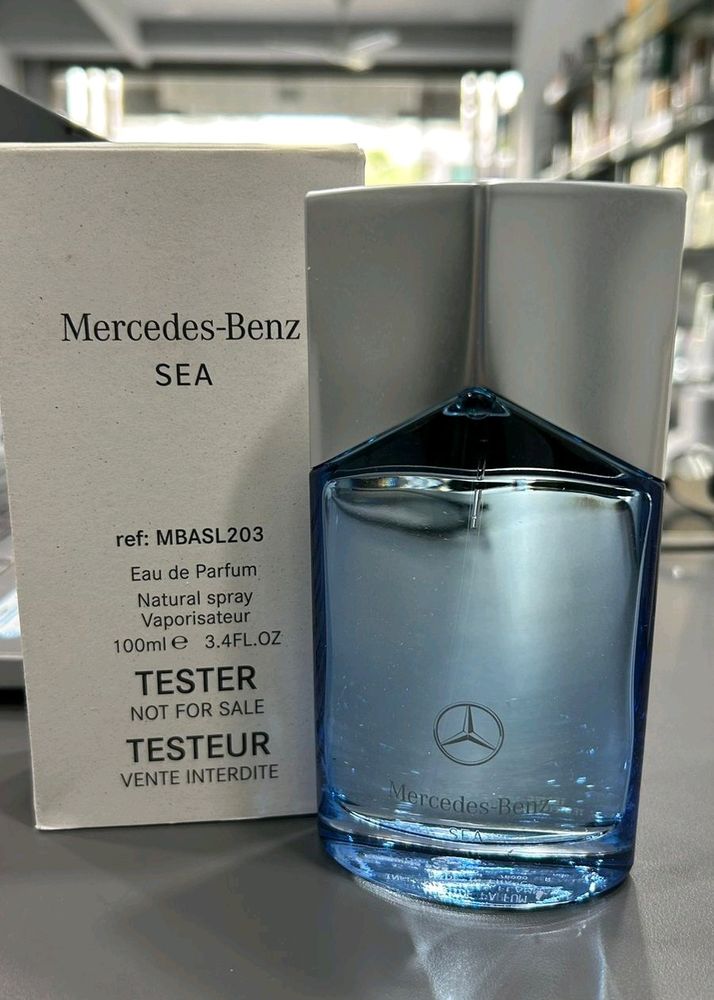 Mercedes-Benz
SEA
ref: MBASL203
Eau de Parfum
Natural spray
Vaporisateur
100ml ℮ 3.4FL.OZ
TESTER
NOT FOR SALE
TESTEUR
VENTE INTERDITE
Mercedes-Benz
SEA